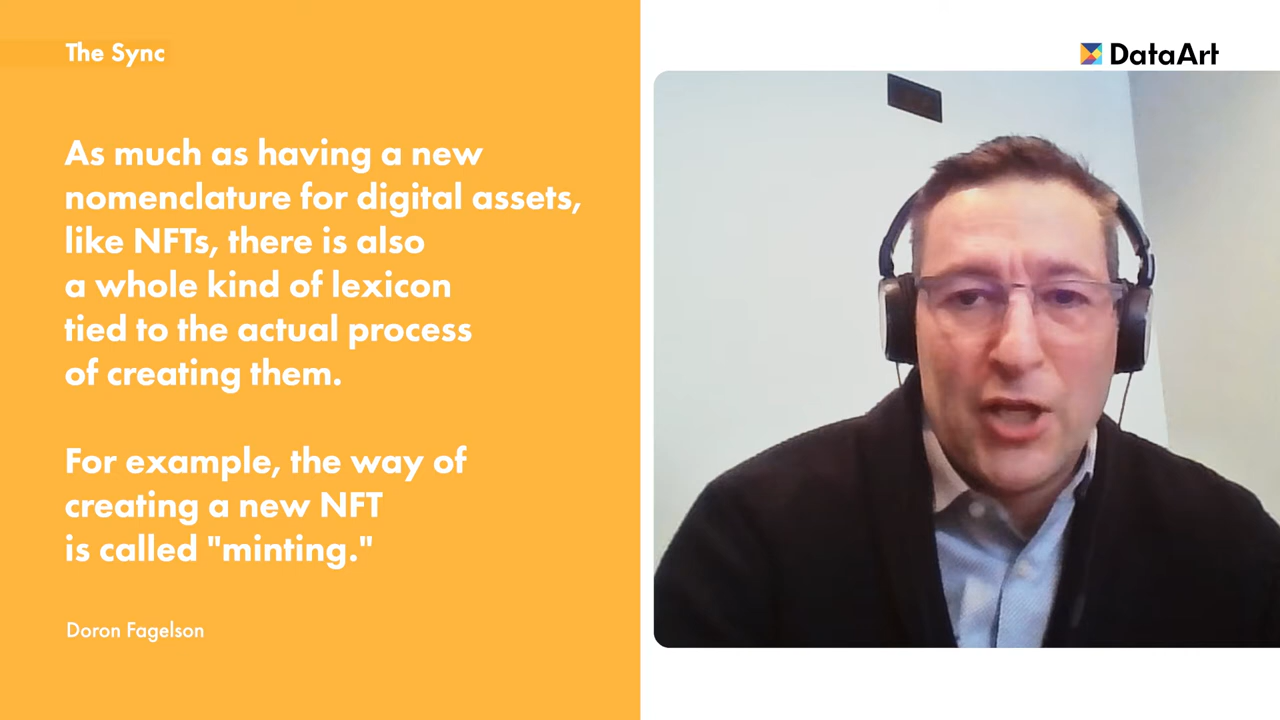 The Sync
DataArt
As much as having a new
nomenclature for digital assets,
like NFTs, there is also
a whole kind of lexicon
tied to the actual process
of creating them.
For example, the way of
creating a new NFT
is called "minting."
Doron Fagelson